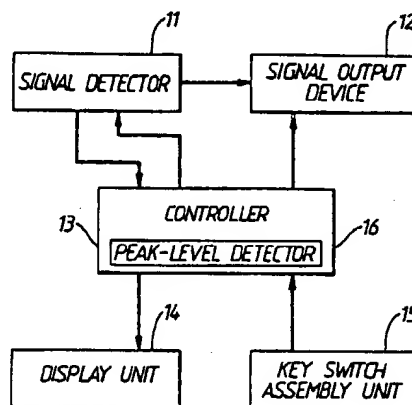 11
SIGNAL DETECTOR
12
SIGNAL OUTPUT
DEVICE
CONTROLLER
13
PEAK-LEVEL DETECTOR
16
14
DISPLAY UNIT
15
KEY SWITCH
ASSEMBLY UNIT